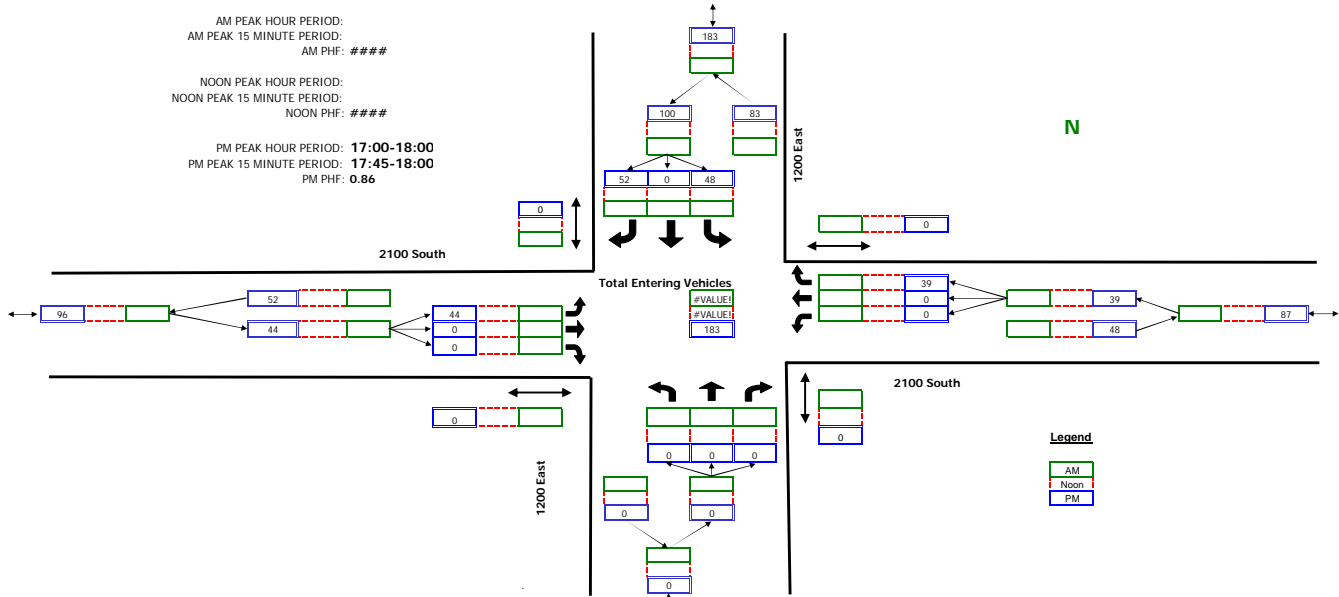 AM PEAK HOUR PERIOD:
AM PEAK 15 MINUTE PERIOD:
AM PHF: ####
NOON PEAK HOUR PERIOD:
NOON PEAK 15 MINUTE PERIOD:
NOON PHF: ####
PM PEAK HOUR PERIOD: 17:00-18:00
PM PEAK 15 MINUTE PERIOD: 17:45-18:00
PM PHF: 0.86
183
100 83
52 0 48
1200 East
N
0
0
2100 South
Total Entering Vehicles
#VALUE!
#VALUE!
183
96
52
44
44
0
0
39
0
0
39
48
87
2100 South
0
0
0 0 0
0 0
0
1200 East
Legend
AM
Noon
PM